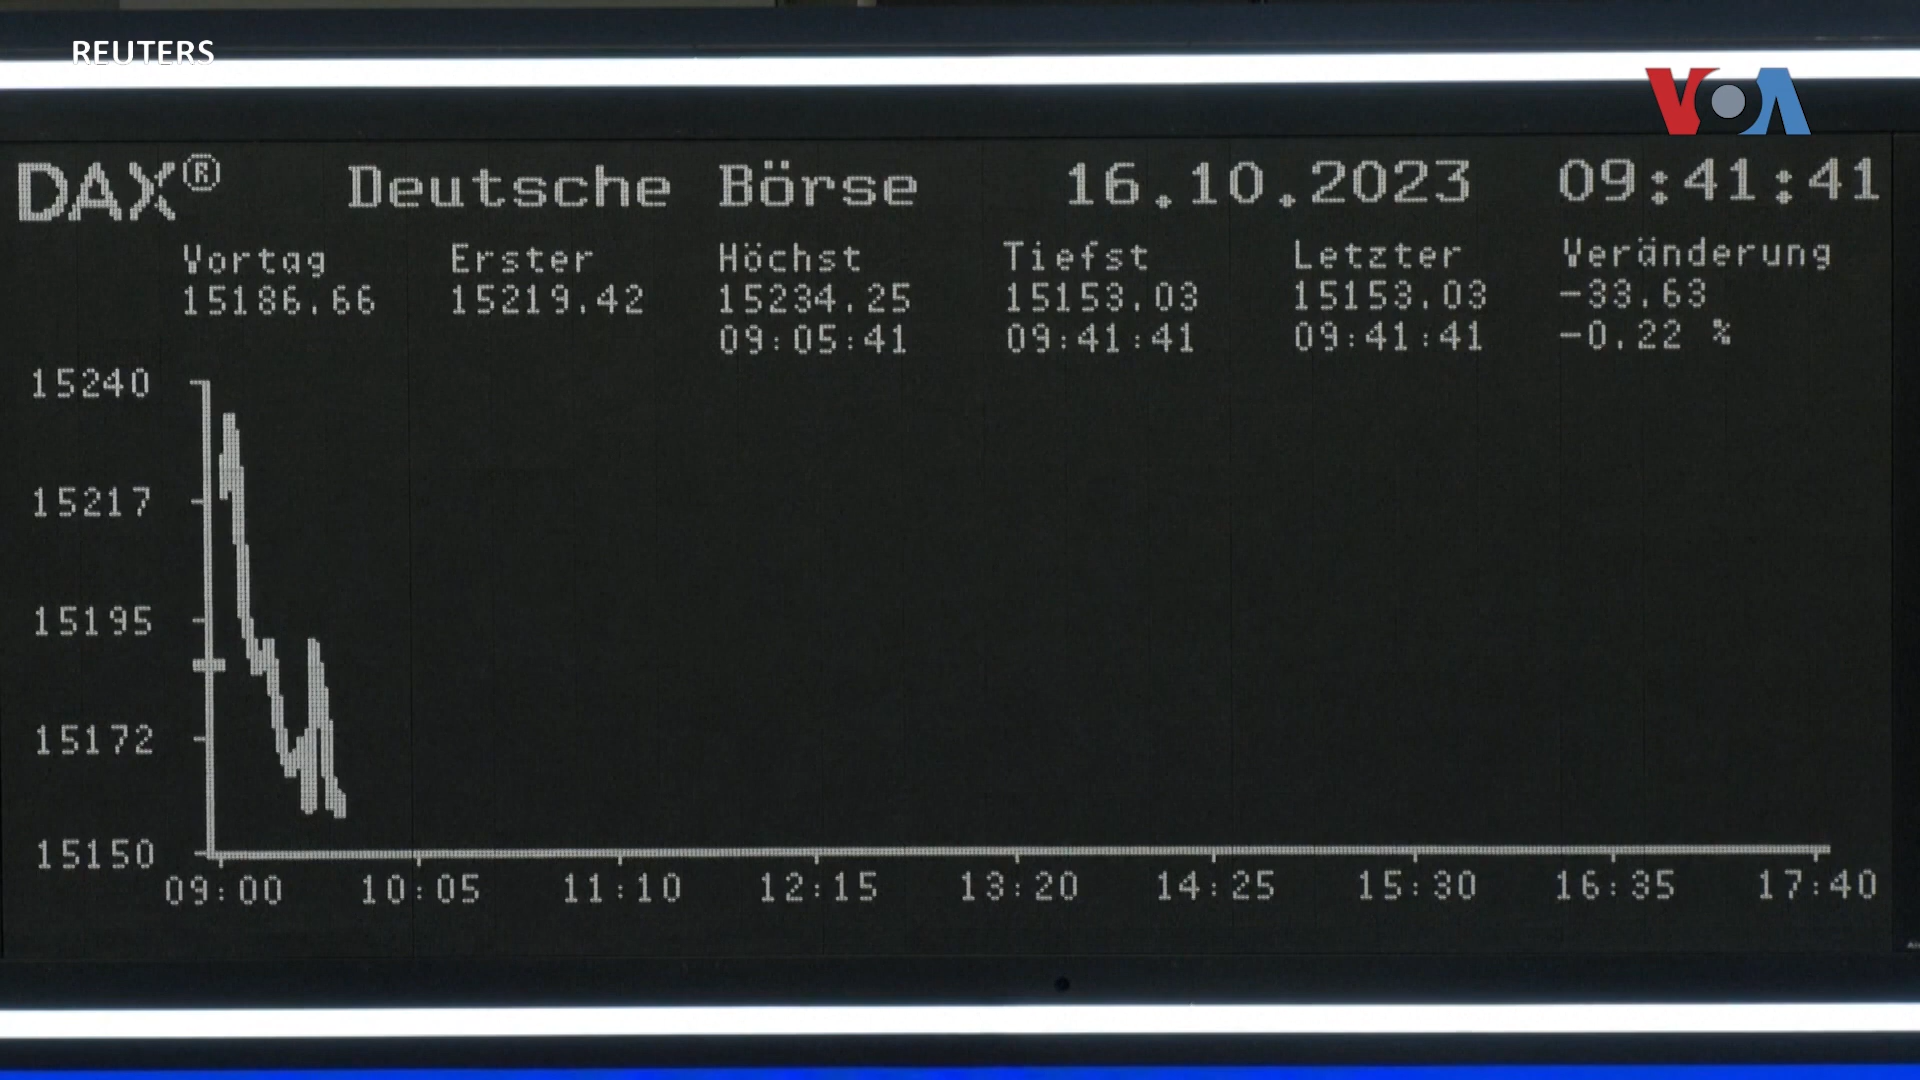 REUTERS
VOA
DAX® Deutsche Börse 16.10.2023 09:41:41
Vortag Erster Höchst Tiefst Letzter Veränderung
15186.66 15219.42 15234.25 15153.03 15153.03 -33.63
09:05:41 09:41:41 09:41:41 -0.22 %
15240
15217
15195
15172
15150
09:00 10:05 11:10 12:15 13:20 14:25 15:30 16:35 17:40